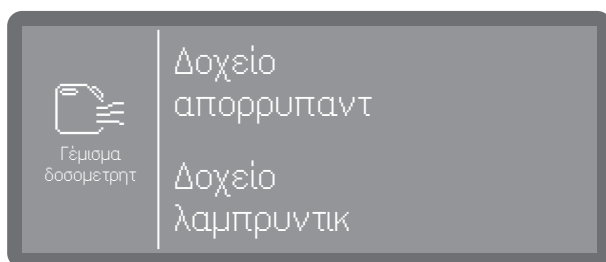 Γέμισμα
δοσομετρητ
Δοχείο
απορρυπαντ
Δοχείο
λαμπρυντικ